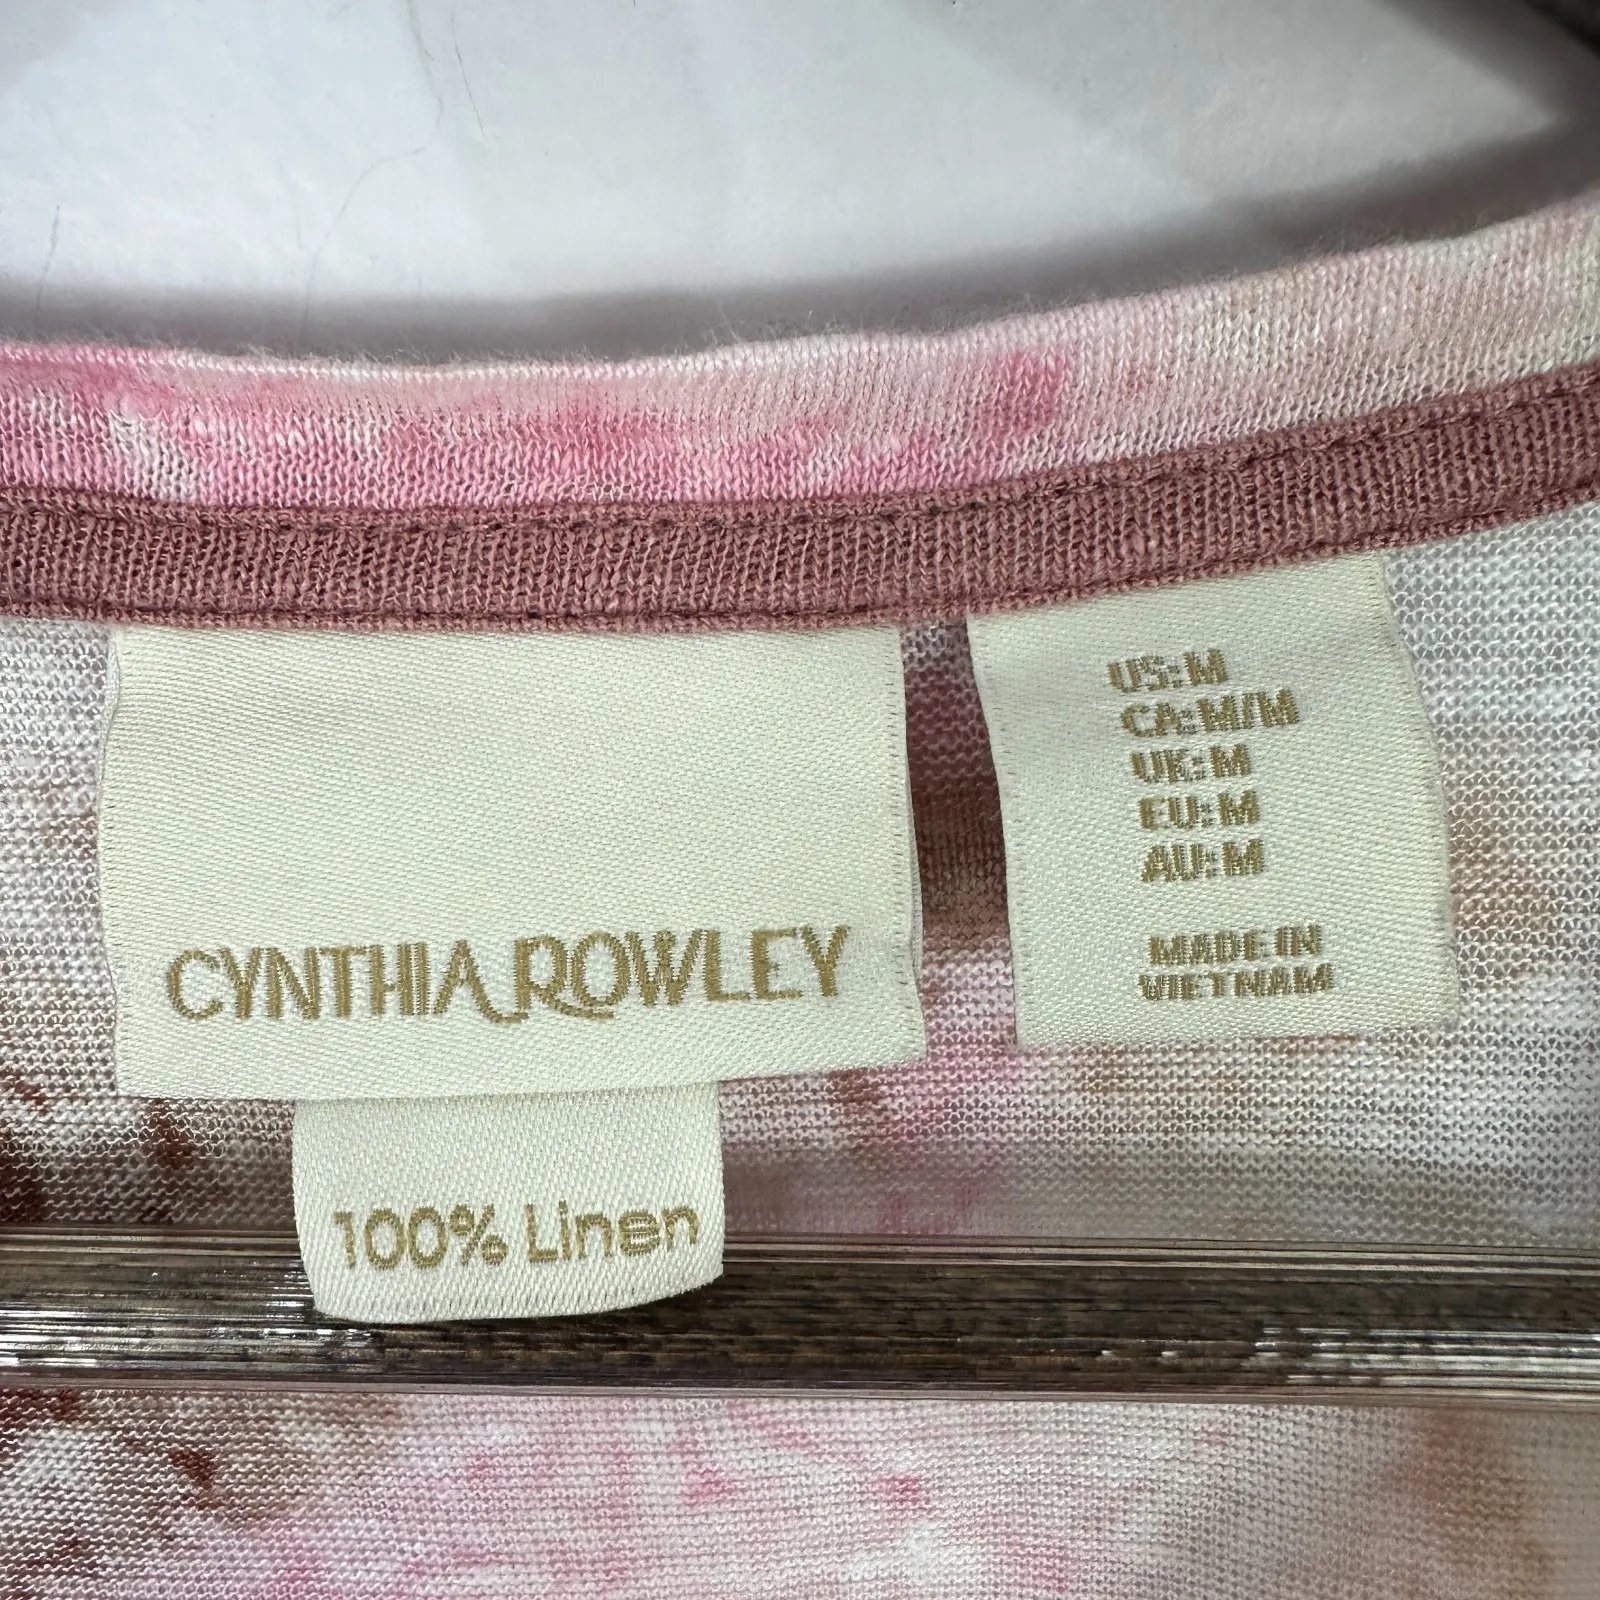 CYNTHIA ROWLEY
100% Linen
US: M
CA: M/M
UK: M
EU: M
AU: M
MADE IN
VIETNAM